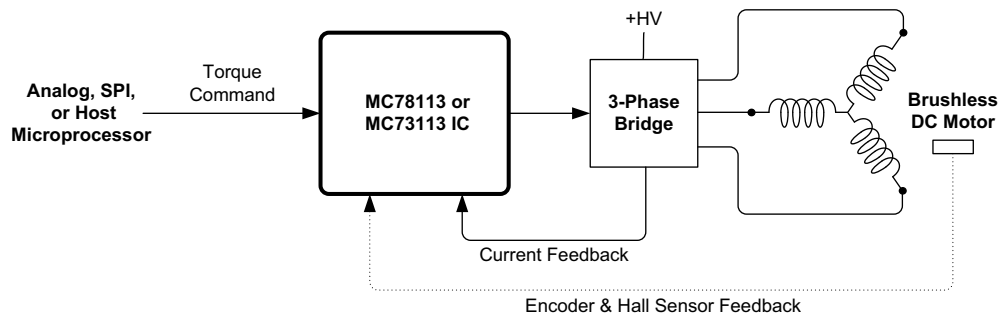 +HV
Analog, SPI,
or Host
Microprocessor
Torque
Command
MC78113 or
MC73113 IC
3-Phase
Bridge
Brushless
DC Motor
Current Feedback
Encoder & Hall Sensor Feedback